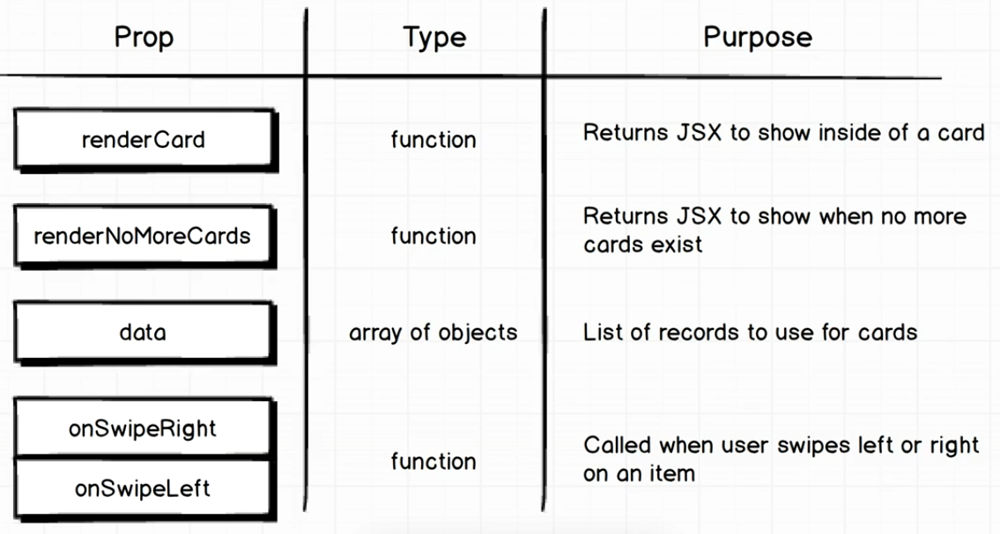 Prop Type Purpose
renderCard function Returns JSX to show inside of a card
renderNoMoreCards function Returns JSX to show when no more
cards exist
data array of objects List of records to use for cards
onSwipeRight
onSwipeLeft
function
Called when user swipes left or right
on an item